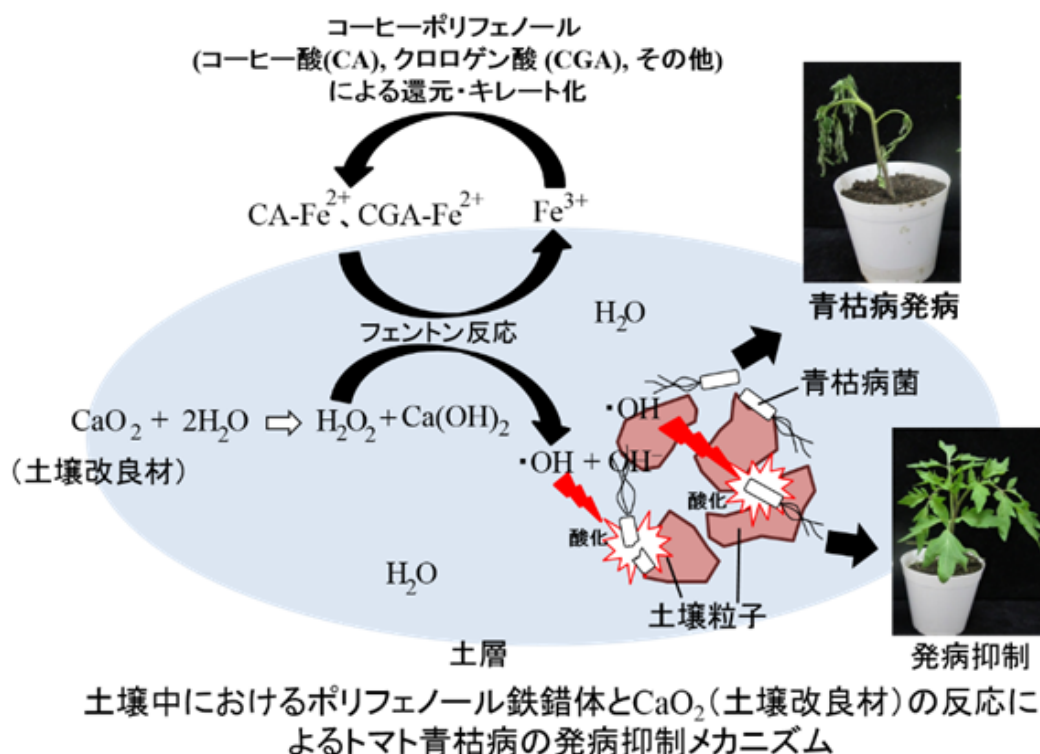 コーヒーポリフェノール
(コーヒー酸(CA), クロロゲン酸 (CGA), その他)
による還元・キレート化
CA-Fe²⁺、CGA-Fe²⁺
Fe³⁺
青枯病発病
フェントン反応
H₂O
青枯病菌
CaO₂ + 2H₂O ⇨ H₂O₂ + Ca(OH)₂
(土壌改良材)
・OH
・OH + OH⁻
酸化
酸化
H₂O
土壌粒子
土層
発病抑制
土壌中におけるポリフェノール鉄錯体とCaO₂(土壌改良材)の反応に
よるトマト青枯病の発病抑制メカニズム